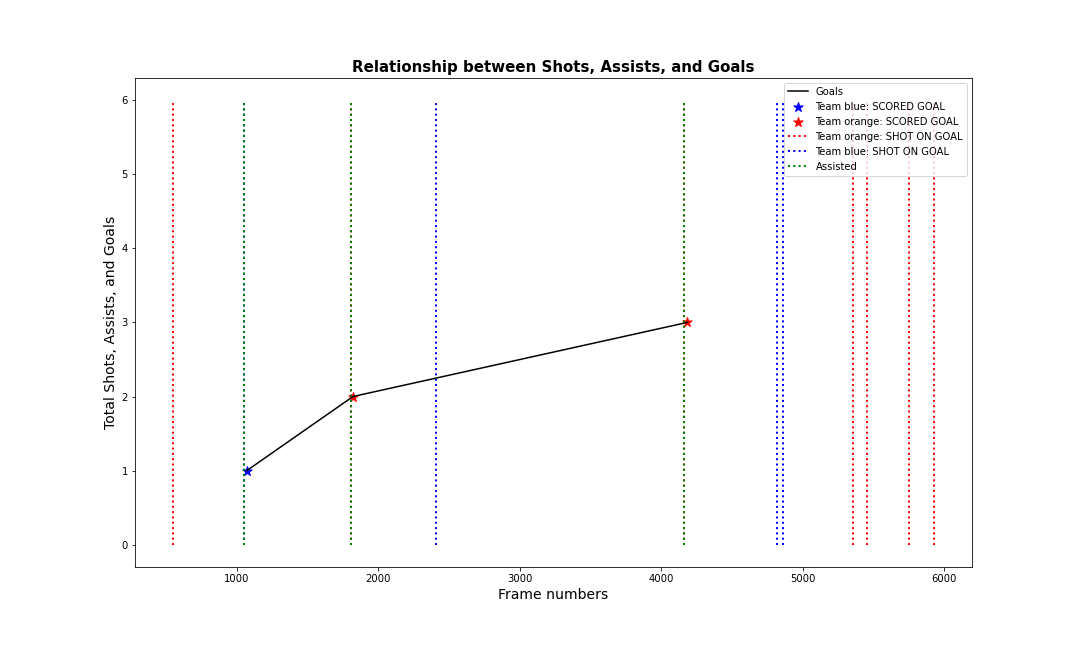 Relationship between Shots, Assists, and Goals
Goals
Team blue: SCORED GOAL
Team orange: SCORED GOAL
Team orange: SHOT ON GOAL
Team blue: SHOT ON GOAL
Assisted
Total Shots, Assists, and Goals
6
5
4
3
2
1
0
1000 2000 3000 4000 5000 6000
Frame numbers